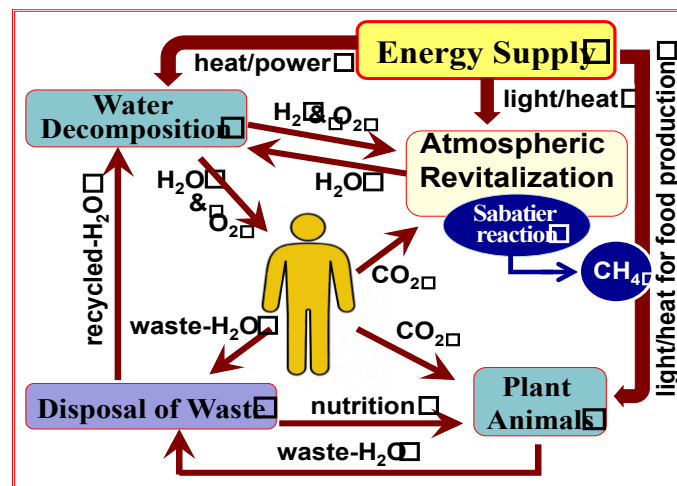 Energy Supply
heat/power
light/heat
light/heat for food production
Water
Decomposition
H₂ & O₂
H₂O
Atmospheric
Revitalization
Sabatier
reaction
CH₄
H₂O
&
O₂
recycled-H₂O
CO₂
waste-H₂O
CO₂
Disposal of Waste
nutrition
Plant
Animals
waste-H₂O